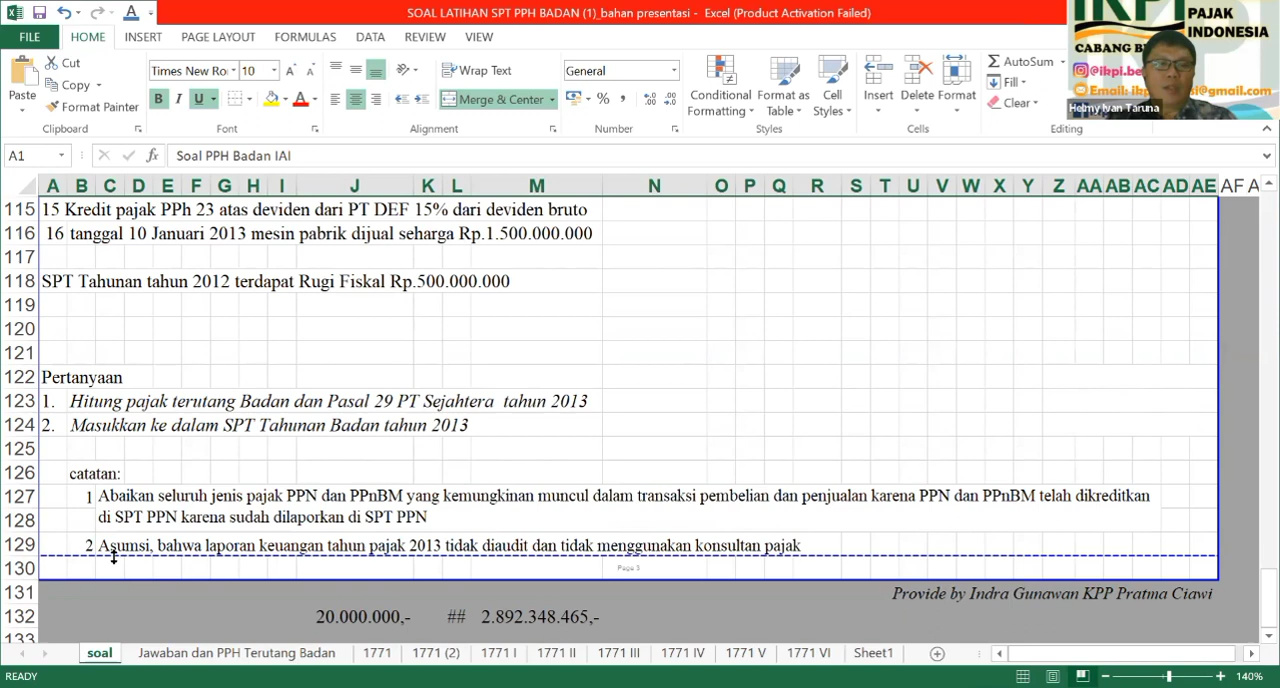 SOAL LATIHAN SPT PPH BADAN (1)_bahan presentasi - Excel (Product Activation Failed)
FILE HOME INSERT PAGE LAYOUT FORMULAS DATA REVIEW VIEW
PAJAK
INDONESIA
CABANG
Helmy Ivan Taruna
Cut
Copy
Format Painter
Paste
Clipboard
Times New Ro 10
B I U
Font
Wrap Text
Merge & Center
Alignment
General
Number
Conditional Formatting
Format as Table
Cell Styles
Styles
Insert Delete Format
Cells
AutoSum
Fill
Clear
Editing
A1 fx Soal PPH Badan IAI
A B C D E F G H I J K L M N O P Q R S T U V W X Y Z AA AB AC AD AE AF A
115 15 Kredit pajak PPh 23 atas deviden dari PT DEF 15% dari deviden bruto
116 16 tanggal 10 Januari 2013 mesin pabrik dijual seharga Rp.1.500.000.000
117
118 SPT Tahunan tahun 2012 terdapat Rugi Fiskal Rp.500.000.000
119
120
121
122 Pertanyaan
123 1. Hitung pajak terutang Badan dan Pasal 29 PT Sejahtera tahun 2013
124 2. Masukkan ke dalam SPT Tahunan Badan tahun 2013
125
126 catatan:
127 1 Abaikan seluruh jenis pajak PPN dan PPnBM yang kemungkinan muncul dalam transaksi pembelian dan penjualan karena PPN dan PPnBM telah dikreditkan
128 di SPT PPN karena sudah dilaporkan di SPT PPN
129 2 Asumsi, bahwa laporan keuangan tahun pajak 2013 tidak diaudit dan tidak menggunakan konsultan pajak
130 Page 3
131 Provide by Indra Gunawan KPP Pratma Ciawi
132 20.000.000,- ## 2.892.348.465,-
133
soal Jawaban dan PPH Terutang Badan 1771 1771 (2) 1771 I 1771 II 1771 III 1771 IV 1771 V 1771 VI Sheet1
READY 140%